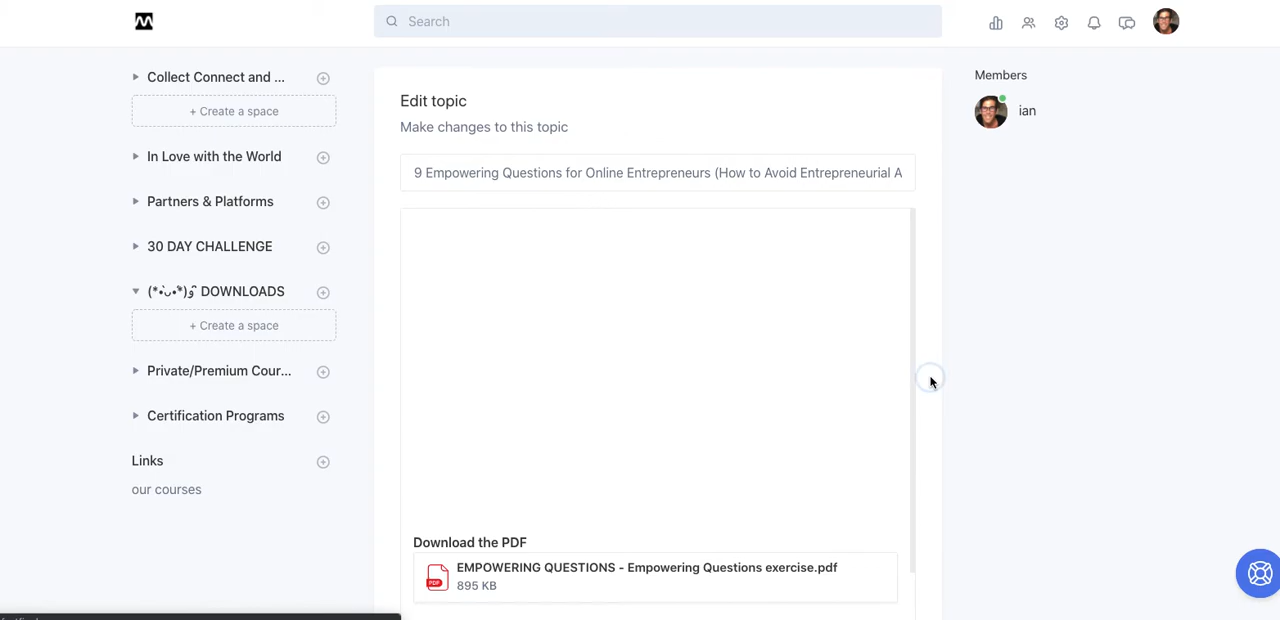 Search
Collect Connect and ...
+ Create a space
In Love with the World
Partners & Platforms
30 DAY CHALLENGE
(*•̀ᴗ•́*)و ̑̑ DOWNLOADS
+ Create a space
Private/Premium Cour...
Certification Programs
Links
our courses
Edit topic
Make changes to this topic
9 Empowering Questions for Online Entrepreneurs (How to Avoid Entrepreneurial A
Download the PDF
PDF
EMPOWERING QUESTIONS - Empowering Questions exercise.pdf
895 KB
Members
ian